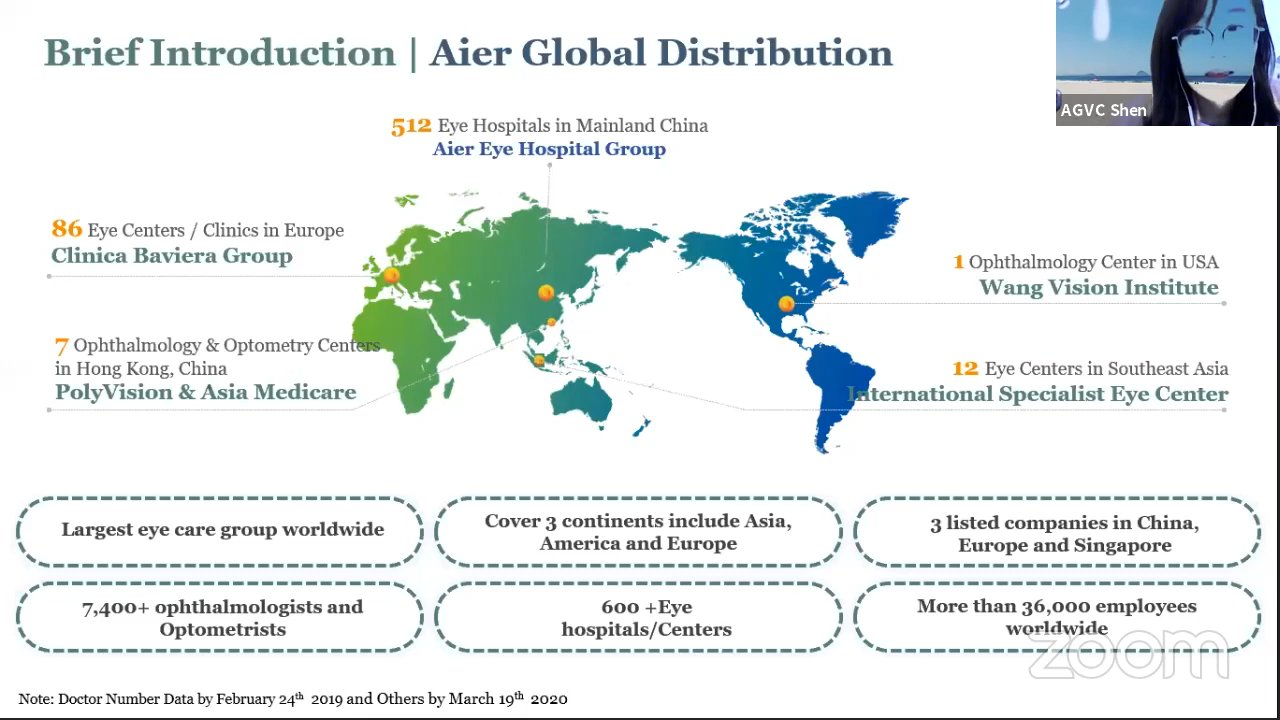 Brief Introduction | Aier Global Distribution
AGVC Shen
512 Eye Hospitals in Mainland China
Aier Eye Hospital Group
86 Eye Centers / Clinics in Europe
Clinica Baviera Group
1 Ophthalmology Center in USA
Wang Vision Institute
7 Ophthalmology & Optometry Centers
in Hong Kong, China
PolyVision & Asia Medicare
12 Eye Centers in Southeast Asia
International Specialist Eye Center
Largest eye care group worldwide
Cover 3 continents include Asia,
America and Europe
3 listed companies in China,
Europe and Singapore
7,400+ ophthalmologists and
Optometrists
600 +Eye
hospitals/Centers
More than 36,000 employees
worldwide
zoom
Note: Doctor Number Data by February 24th 2019 and Others by March 19th 2020